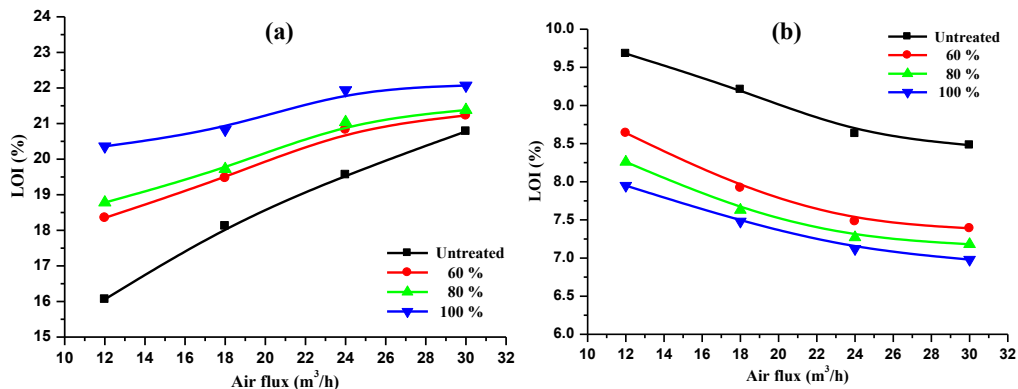 (a)
LOI (%)
24
23
22
21
20
19
18
17
16
15
Untreated
60 %
80 %
100 %
10 12 14 16 18 20 22 24 26 28 30 32
Air flux (m³/h)
(b)
LOI (%)
10.0
9.5
9.0
8.5
8.0
7.5
7.0
6.5
6.0
Untreated
60 %
80 %
100 %
10 12 14 16 18 20 22 24 26 28 30 32
Air flux (m³/h)